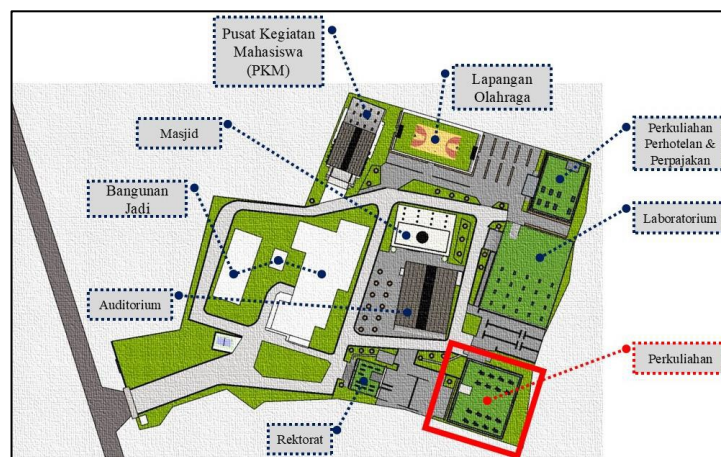 Pusat Kegiatan
Mahasiswa
(PKM)
Lapangan
Olahraga
Masjid
Perkuliahan
Perhotelan &
Perpajakan
Bangunan
Jadi
Laboratorium
Auditorium
Perkuliahan
Rektorat